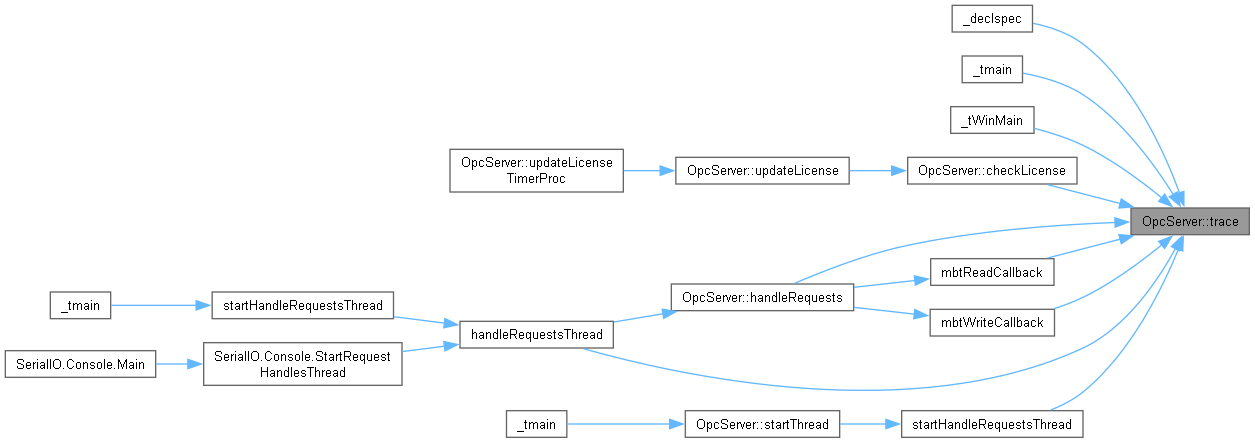 _declspec
_tmain
_tWinMain
OpcServer::updateLicense
TimerProc
OpcServer::updateLicense
OpcServer::checkLicense
OpcServer::trace
mbtReadCallback
OpcServer::handleRequests
_tmain
startHandleRequestsThread
mbtWriteCallback
handleRequestsThread
SerialIO.Console.Main
SerialIO.Console.StartRequest
HandlesThread
_tmain
OpcServer::startThread
startHandleRequestsThread